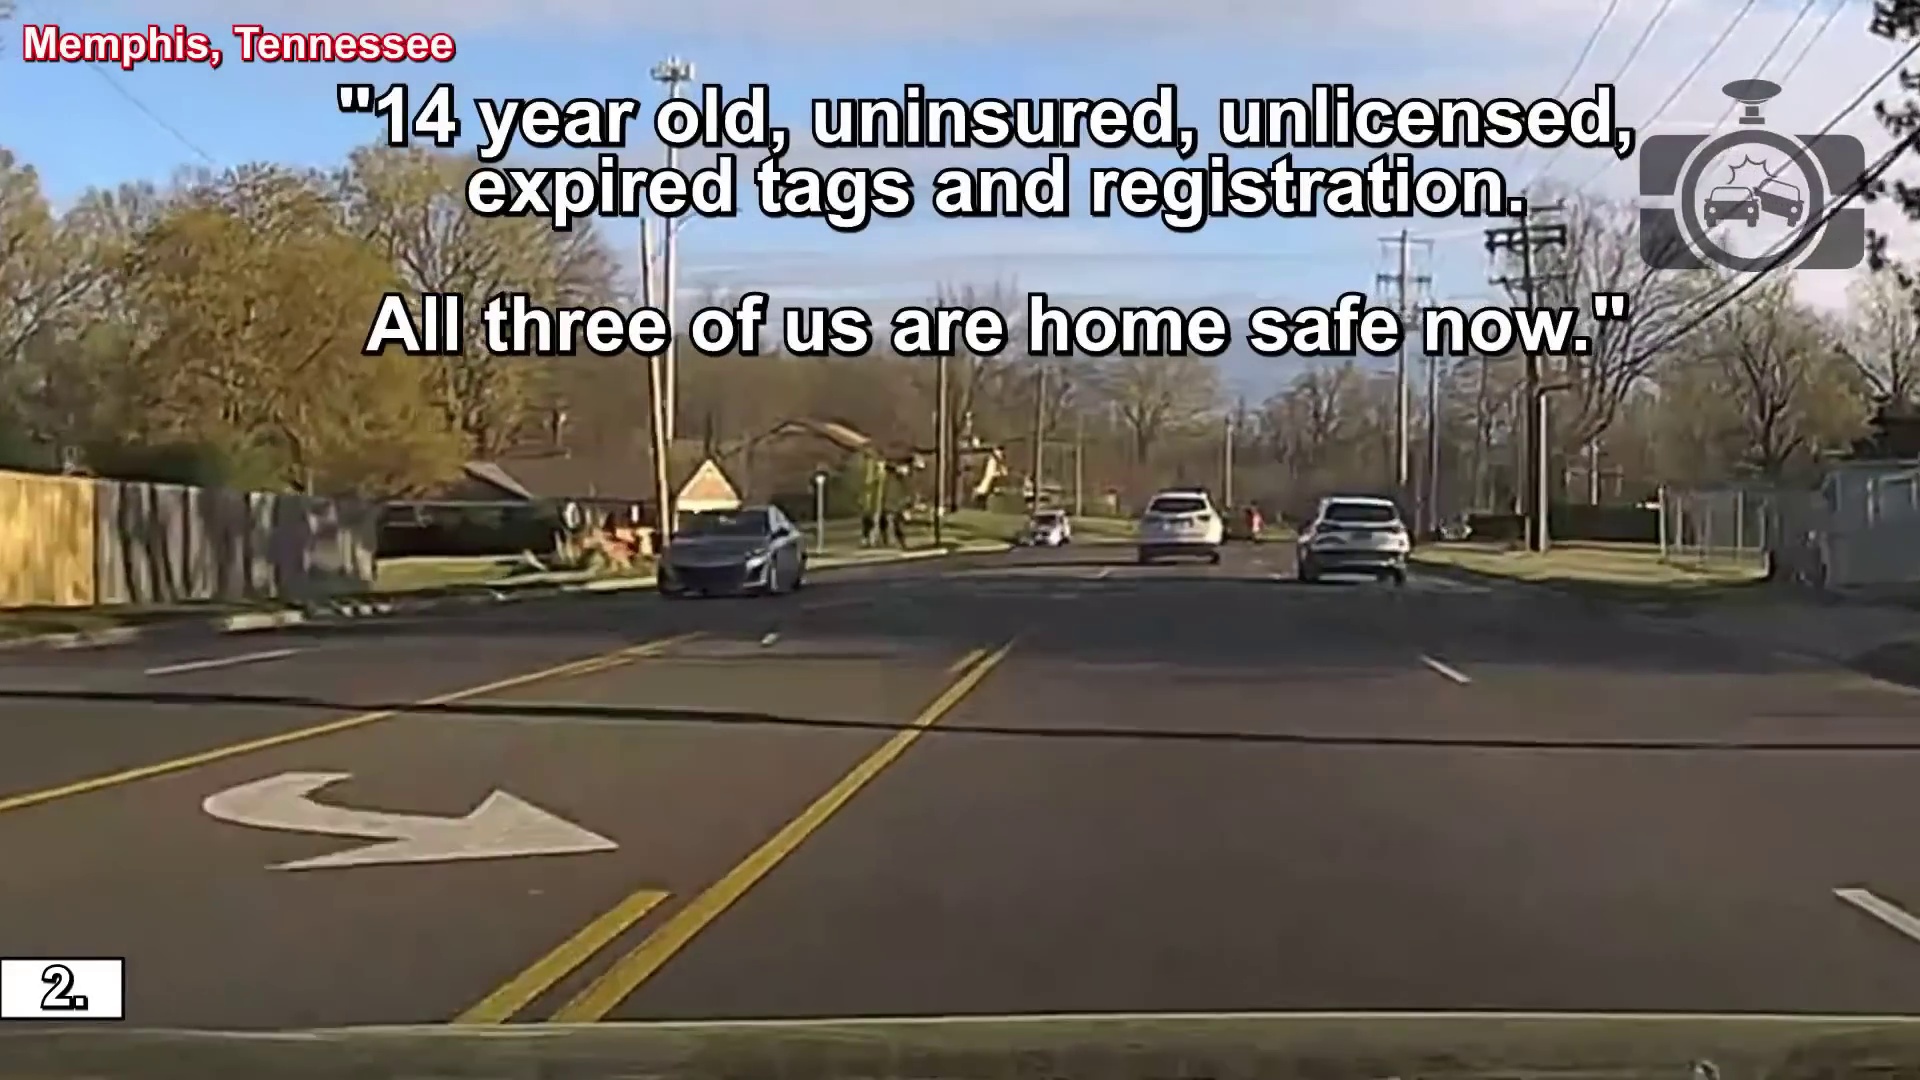 Memphis, Tennessee
"14 year old, uninsured, unlicensed,
expired tags and registration.
All three of us are home safe now."
2.